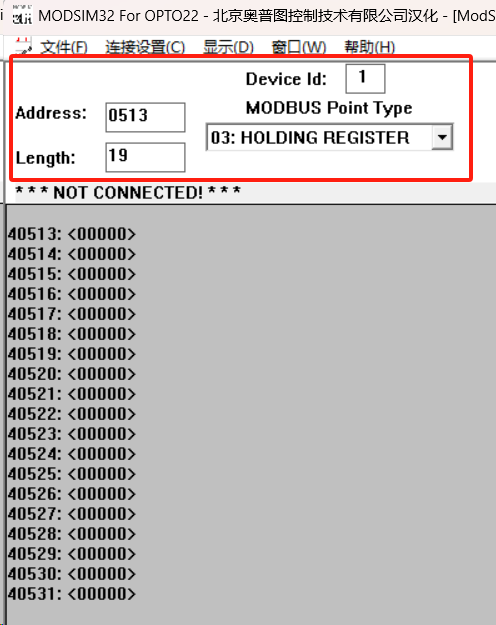 MODSIM32 For OPTO22 - 北京奥普图控制技术有限公司汉化 - [ModS
文件(F) 连接设置(C) 显示(D) 窗口(W) 帮助(H)
Device Id: 1
Address: 0513
MODBUS Point Type
Length: 19
03: HOLDING REGISTER
* * * NOT CONNECTED! * * *
40513: <00000>
40514: <00000>
40515: <00000>
40516: <00000>
40517: <00000>
40518: <00000>
40519: <00000>
40520: <00000>
40521: <00000>
40522: <00000>
40523: <00000>
40524: <00000>
40525: <00000>
40526: <00000>
40527: <00000>
40528: <00000>
40529: <00000>
40530: <00000>
40531: <00000>